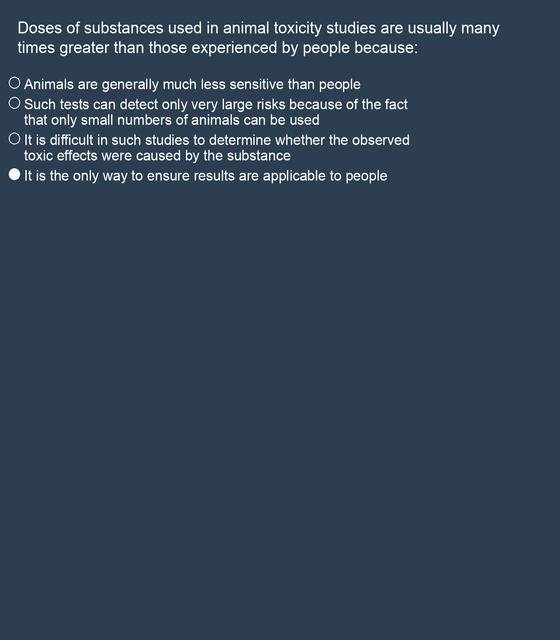 Doses of substances used in animal toxicity studies are usually many
times greater than those experienced by people because:
Animals are generally much less sensitive than people
Such tests can detect only very large risks because of the fact
that only small numbers of animals can be used
It is difficult in such studies to determine whether the observed
toxic effects were caused by the substance
It is the only way to ensure results are applicable to people